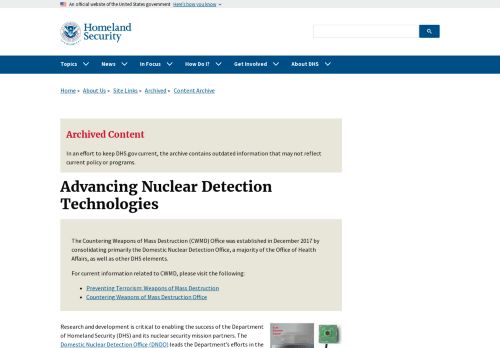 An official website of the United States government Here's how you know
Homeland
Security
Topics News In Focus How Do I? Get Involved About DHS
Home » About Us » Site Links » Archived » Content Archive
Archived Content
In an effort to keep DHS.gov current, the archive contains outdated information that may not reflect
current policy or programs.
Advancing Nuclear Detection
Technologies
The Countering Weapons of Mass Destruction (CWMD) Office was established in December 2017 by
consolidating primarily the Domestic Nuclear Detection Office, a majority of the Office of Health
Affairs, as well as other DHS elements.
For current information related to CWMD, please visit the following:
Preventing Terrorism Weapons of Mass Destruction
Countering Weapons of Mass Destruction Office
Research and development is critical to enabling the success of the Department
of Homeland Security (DHS) and its nuclear security mission partners. The
Domestic Nuclear Detection Office (DNDO) leads the Department's efforts in the